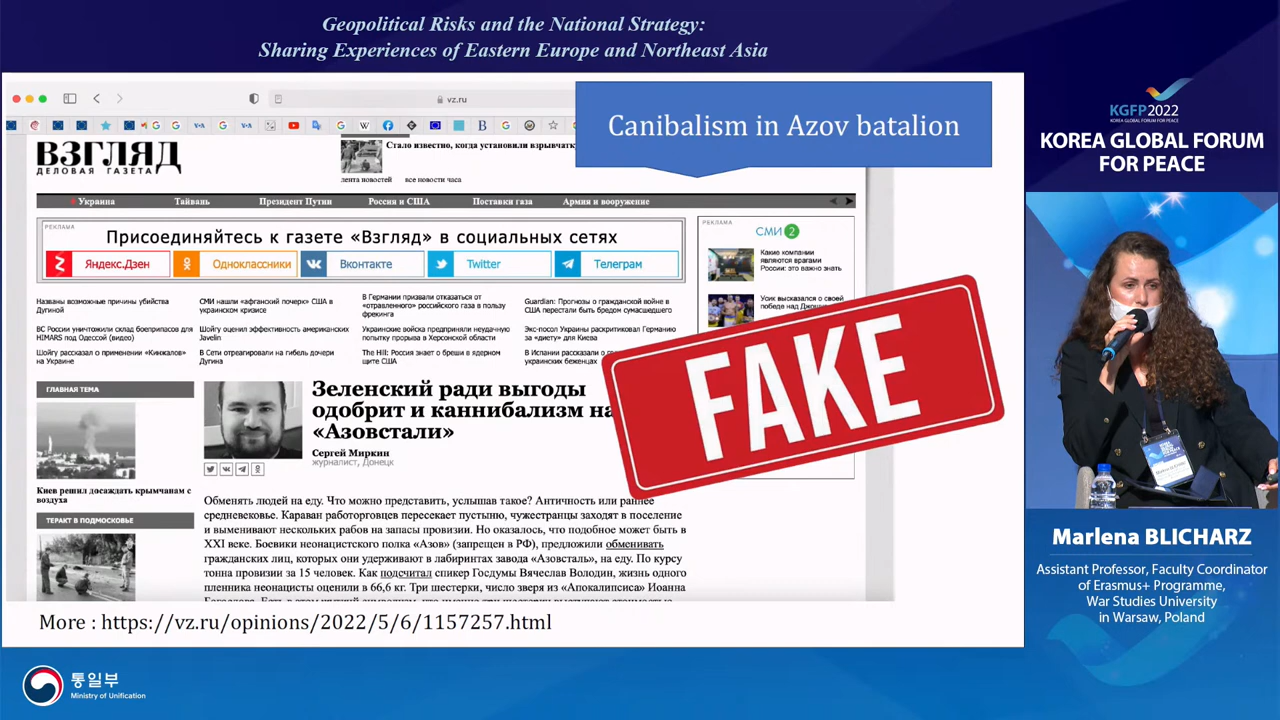 Geopolitical Risks and the National Strategy:
Sharing Experiences of Eastern Europe and Northeast Asia
vz.ru
Canibalism in Azov batalion
ВЗГЛЯД
ДЕЛОВАЯ ГАЗЕТА
Стало известно, когда установили взрывчатк
лента новостей все новости часа
Украина Тайвань Президент Путин Россия и США Поставки газа Армия и вооружение
РЕКЛАМА
Присоединяйтесь к газете «Взгляд» в социальных сетях
Яндекс.Дзен Одноклассники Вконтакте Twitter Телеграм
РЕКЛАМА
СМИ 2
Какие компании
являются врагами
России: это важно знать
Усик высказался о своей
победе над
Названы возможные причины убийства
Дугиной
СМИ нашли «афганский почерк» США в
украинском кризисе
В Германии призвали отказаться от
«отравленного» российского газа в пользу
фрекинга
Guardian: Прогнозы о гражданской войне в
США перестали быть бредом сумасшедшего
ВС России уничтожили склад боеприпасов для
HIMARS под Одессой (видео)
Шойгу оценил эффективность американских
Javelin
Украинские войска предприняли неудачную
попытку прорыва в Херсонской области
Экс-посол Украины раскритиковал Германию
за «диету» для Киева
Шойгу рассказал о применении «Кинжалов»
на Украине
В Сети отреагировали на гибель дочери
Дугина
The Hill: Россия знает о бреши в ядерном
щите США
В Испании рассказали о
украинских беженцах
FAKE
ГЛАВНАЯ ТЕМА
Киев решил досаждать крымчанам с
воздуха
ТЕРАКТ В ПОДМОСКОВЬЕ
Зеленский ради выгоды
одобрит и каннибализм на
«Азовстали»
Сергей Миркин
журналист, Донецк
Обменять людей на еду. Что можно представить, услышав такое? Античность или раннее
средневековье. Караван работорговцев пересекает пустыню, чужестранцы заходят в поселение
и выменивают нескольких рабов на запасы провизии. Но оказалось, что подобное может быть в
XXI веке. Боевики неонацистского полка «Азов» (запрещен в РФ), предложили обменивать
гражданских лиц, которых они удерживают в лабиринтах завода «Азовсталь», на еду. По курсу
тонна провизии за 15 человек. Как подсчитал спикер Госдумы Вячеслав Володин, жизнь одного
пленника неонацисты оценили в 66,6 кг. Три шестерки, число зверя из «Апокалипсиса» Иоанна
More : https://vz.ru/opinions/2022/5/6/1157257.html
KGFP2022
KOREA GLOBAL FORUM FOR PEACE
KOREA GLOBAL FORUM
FOR PEACE
Marlena BLICHARZ
Assistant Professor, Faculty Coordinator
of Erasmus+ Programme,
War Studies University
in Warsaw, Poland
통일부
Ministry of Unification